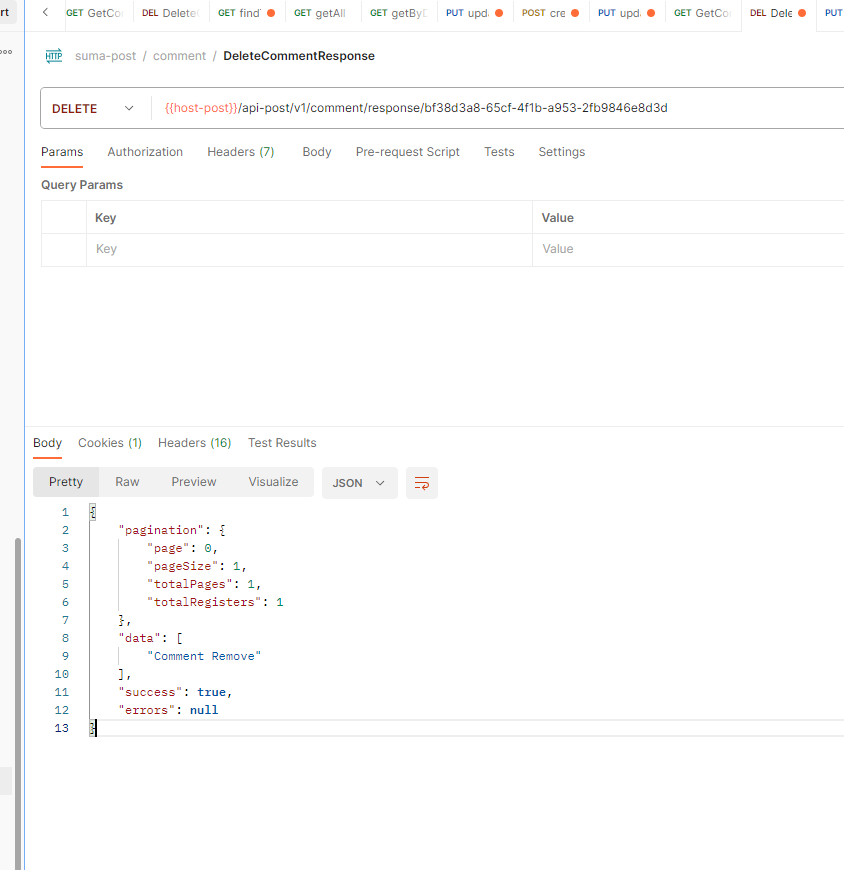 rt
GET GetCo DEL Delete GET find GET getAll GET getByD PUT upd POST cre PUT upd GET GetCo DEL Dele PUT
HTTP suma-post / comment / DeleteCommentResponse
DELETE {{host-post}}/api-post/v1/comment/response/bf38d3a8-65cf-4f1b-a953-2fb9846e8d3d
Params Authorization Headers (7) Body Pre-request Script Tests Settings
Query Params
Key Value
Key Value
Body Cookies (1) Headers (16) Test Results
Pretty Raw Preview Visualize JSON
1 {
2 "pagination": {
3 "page": 0,
4 "pageSize": 1,
5 "totalPages": 1,
6 "totalRegisters": 1
7 },
8 "data": [
9 "Comment Remove"
10 ],
11 "success": true,
12 "errors": null
13 }